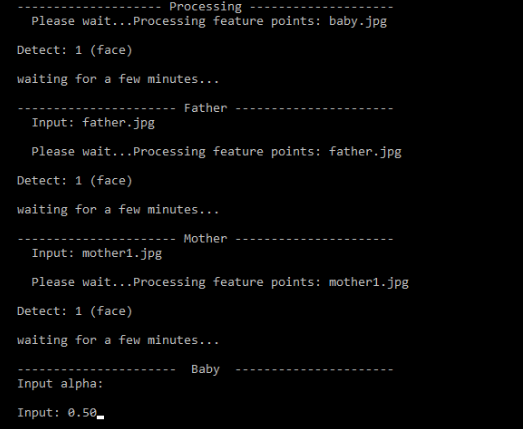 -------------------- Processing --------------------
Please wait...Processing feature points: baby.jpg
Detect: 1 (face)
waiting for a few minutes...
---------------------- Father ----------------------
Input: father.jpg
Please wait...Processing feature points: father.jpg
Detect: 1 (face)
waiting for a few minutes...
---------------------- Mother ----------------------
Input: mother1.jpg
Please wait...Processing feature points: mother1.jpg
Detect: 1 (face)
waiting for a few minutes...
----------------------  Baby  ----------------------
Input alpha:
Input: 0.50